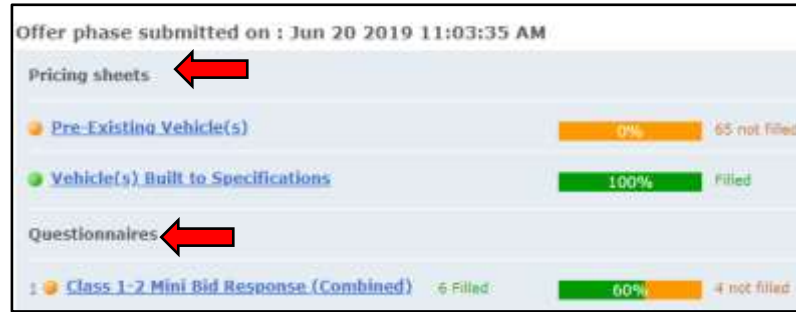 Offer phase submitted on : Jun 20 2019 11:03:35 AM
Pricing sheets
Pre-Existing Vehicle(s) 0% 65 not filled
Vehicle(s) Built to Specifications 100% Filled
Questionnaires
1 Class 1-2 Mini Bid Response (Combined) 6 Filled 60% 4 not filled